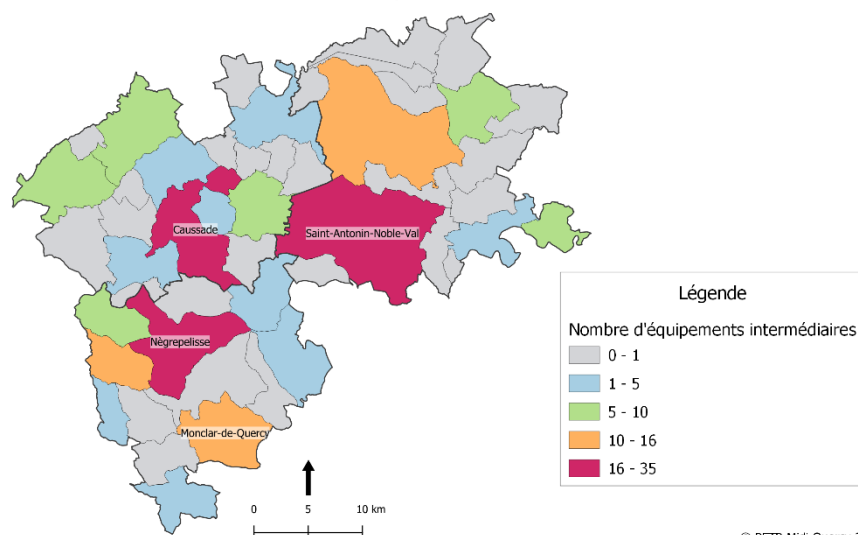 Caussade
Saint-Antonin-Noble-Val
Nègrepelisse
Monclar-de-Quercy
0 5 10 km
Légende
Nombre d'équipements intermédiaires
0 - 1
1 - 5
5 - 10
10 - 16
16 - 35